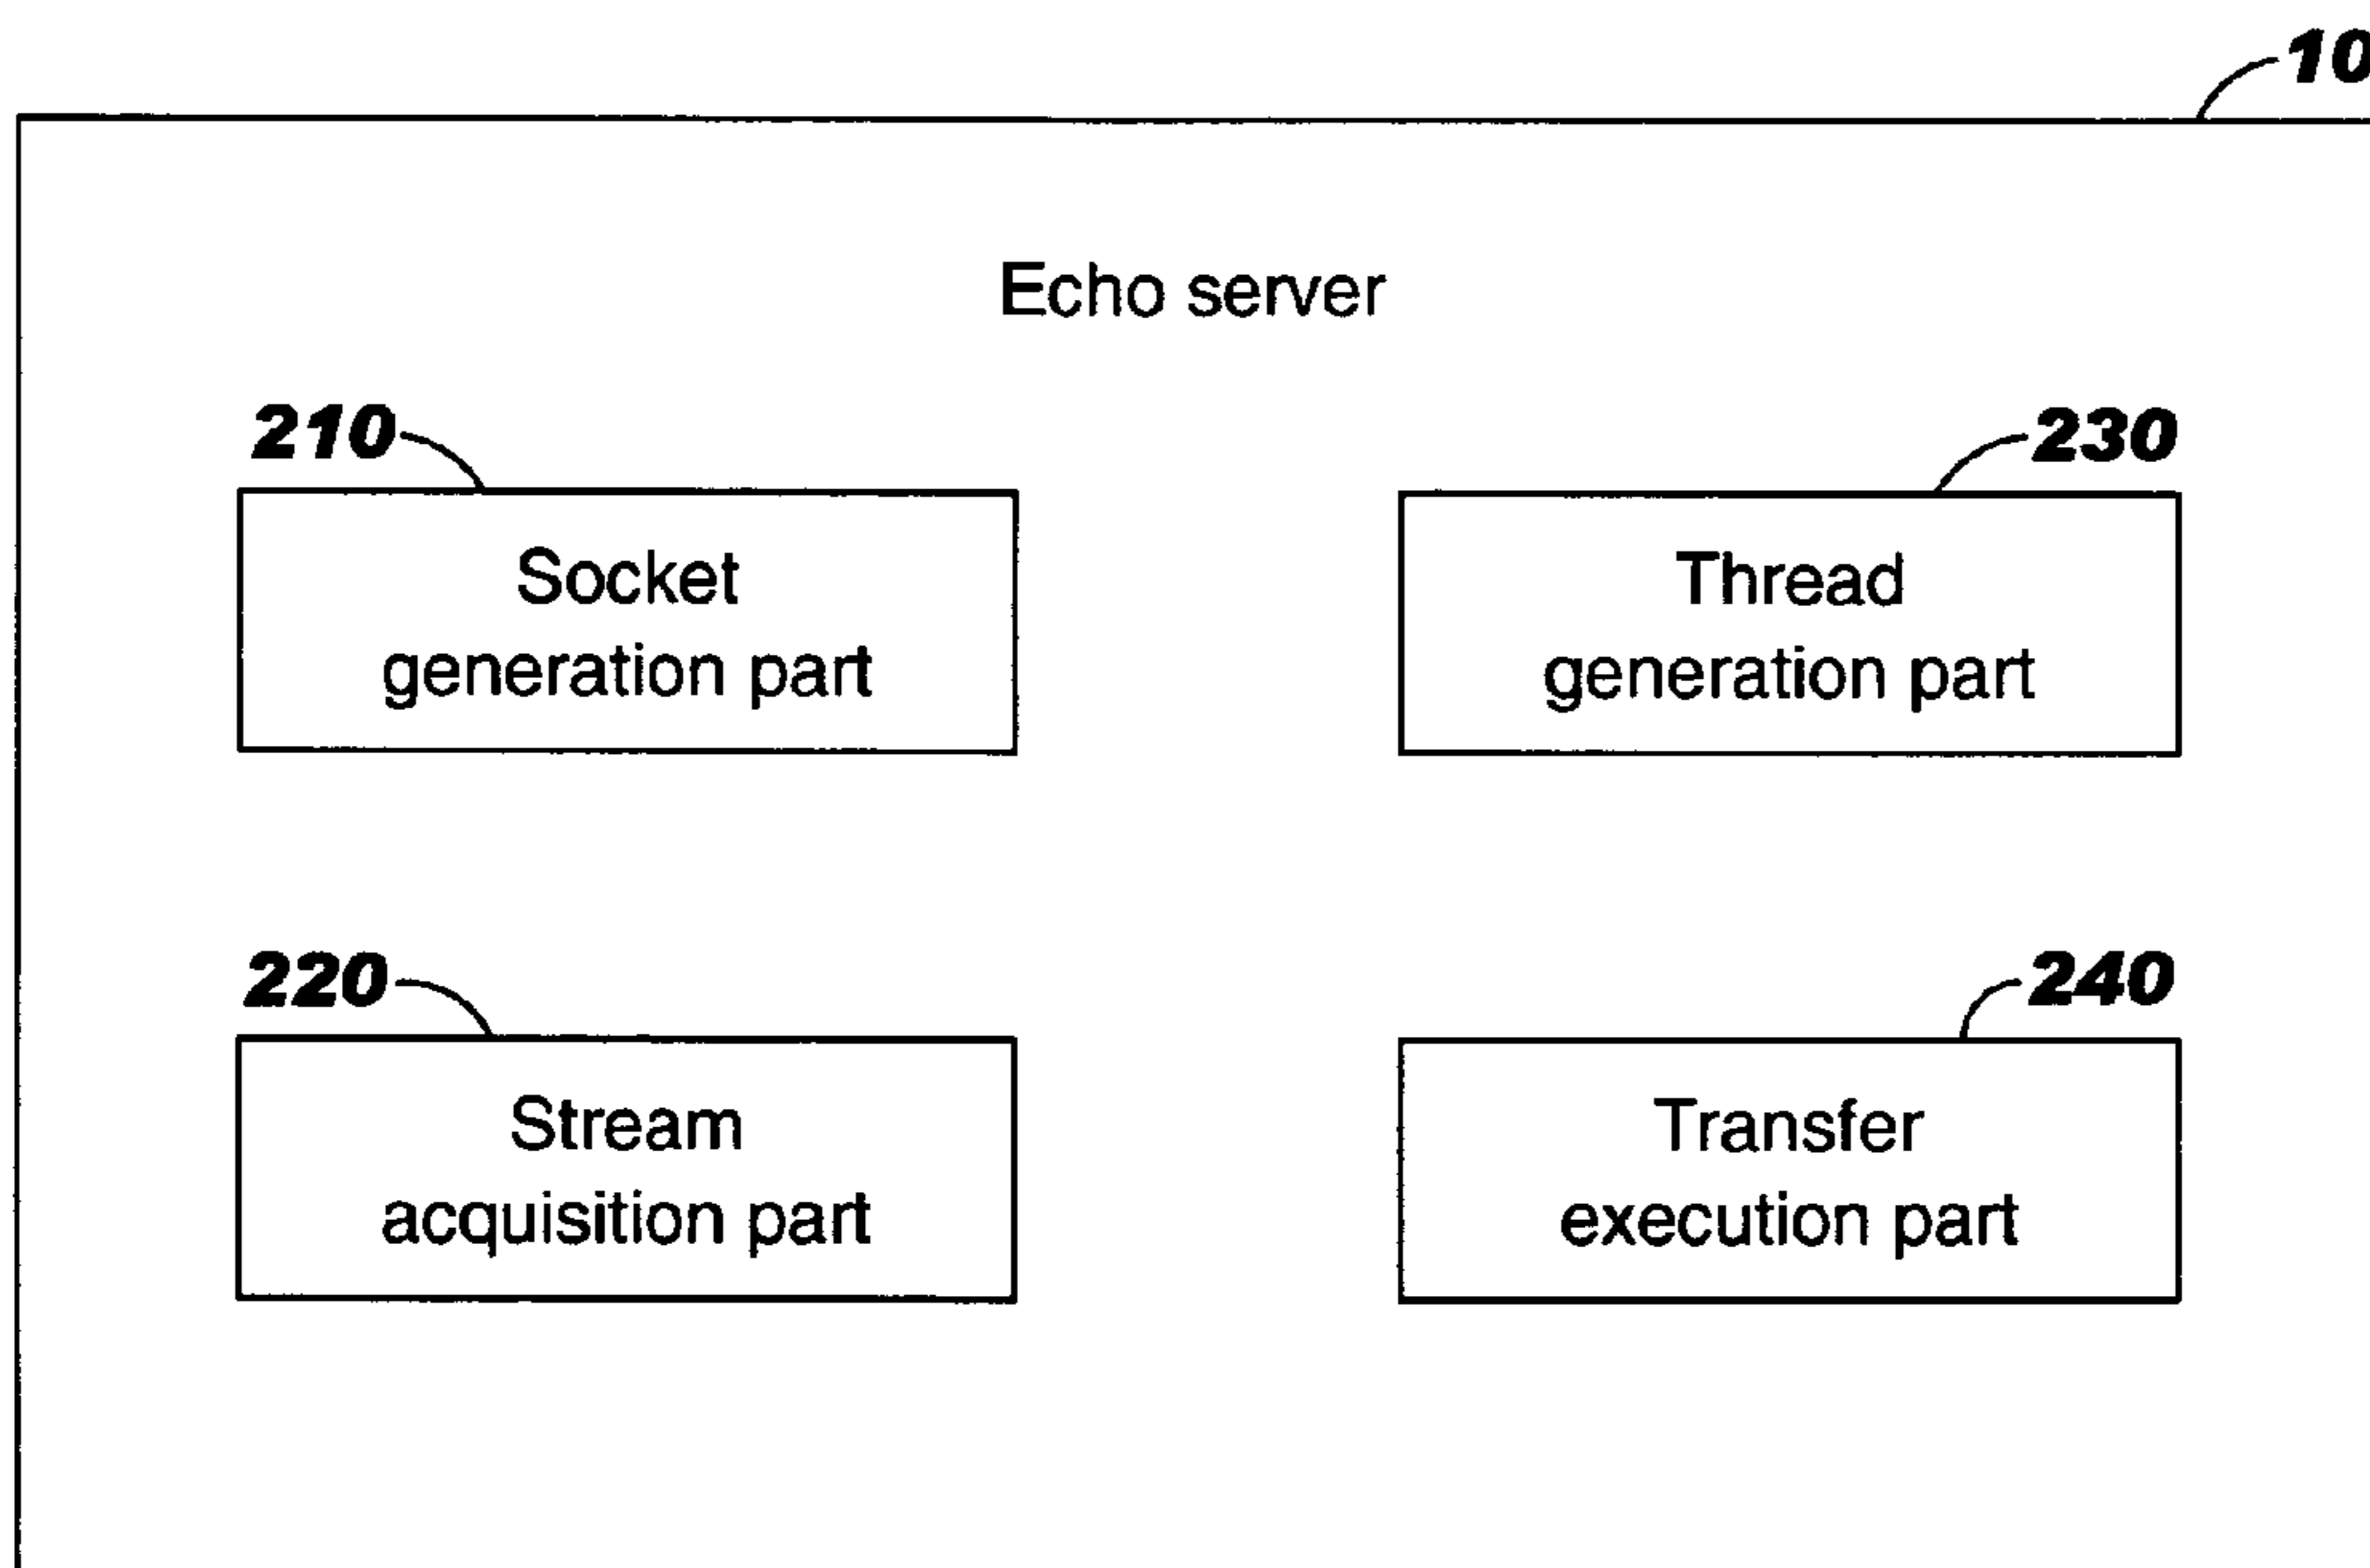 10
Echo server
210
230
Socket
generation part
Thread
generation part
220
240
Stream
acquisition part
Transfer
execution part